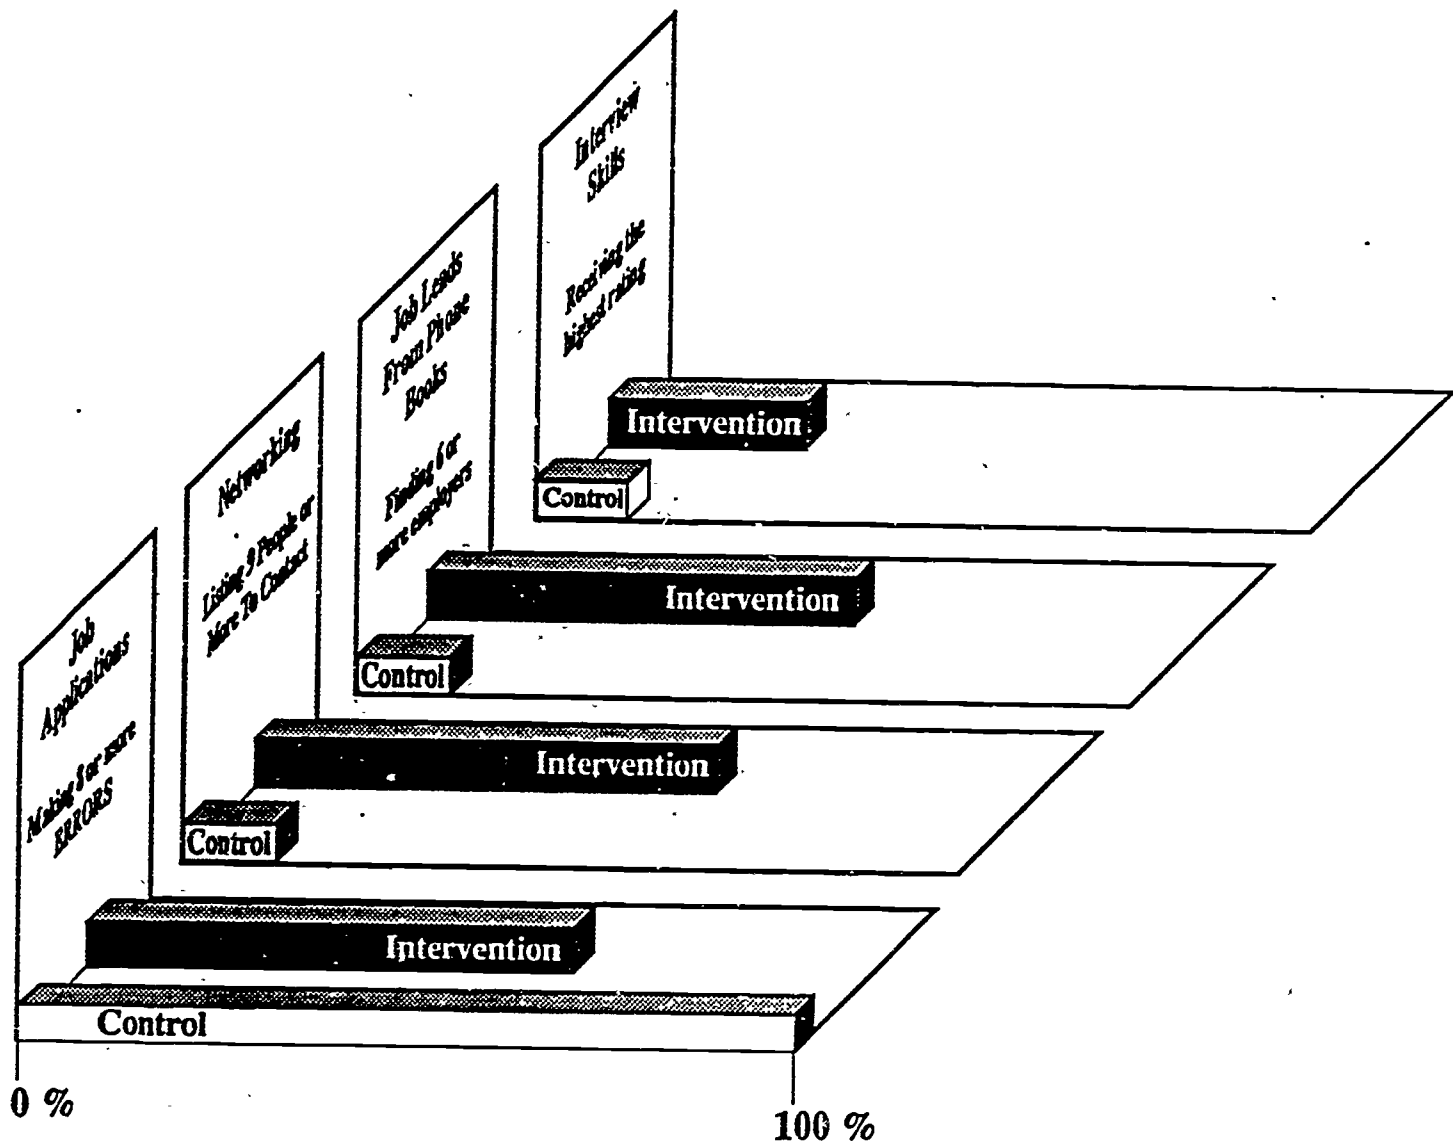 Interview
Skills
Receiving the
highest rating
Intervention
Control
Job Leads
From Phone
Books
Finding 6 or
more employers
Intervention
Control
Networking
Listing 9 People or
More To Contact
Intervention
Control
Job
Applications
Making 8 or more
ERRORS
Intervention
Control
0 %
100 %